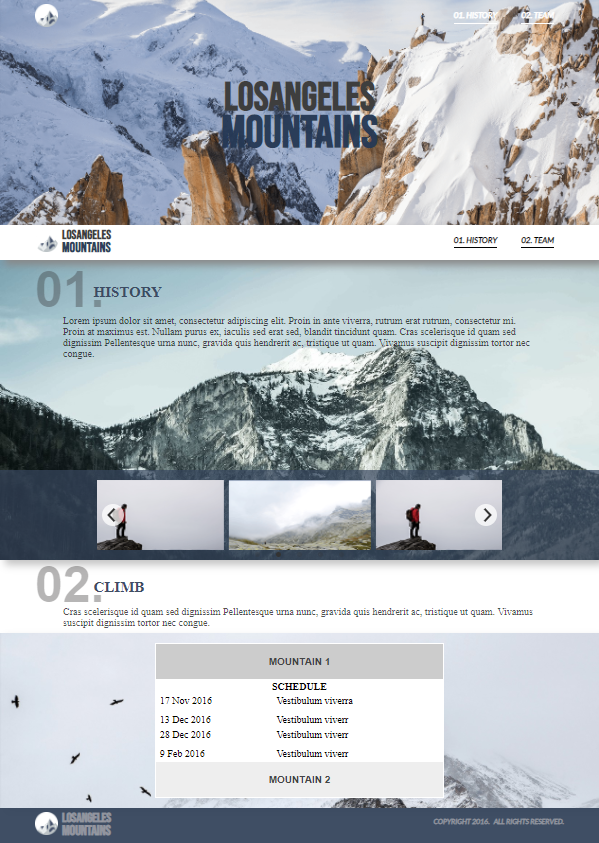 01. HISTORY 02. TEAM
LOSANGELES
MOUNTAINS
LOSANGELES
MOUNTAINS
01. HISTORY 02. TEAM
01. HISTORY
Lorem ipsum dolor sit amet, consectetur adipiscing elit. Proin in ante viverra, rutrum erat rutrum, consectetur mi.
Proin at maximus est. Nullam purus ex, iaculis sed erat sed, blandit tincidunt quam. Cras scelerisque id quam sed
dignissim Pellentesque urna nunc, gravida quis hendrerit ac, tristique ut quam. Vivamus suscipit dignissim tortor nec
congue.
02. CLIMB
Cras scelerisque id quam sed dignissim Pellentesque urna nunc, gravida quis hendrerit ac, tristique ut quam. Vivamus
suscipit dignissim tortor nec congue.
MOUNTAIN 1
SCHEDULE
17 Nov 2016 Vestibulum viverra
13 Dec 2016 Vestibulum viverr
28 Dec 2016 Vestibulum viverr
9 Feb 2016 Vestibulum viverr
MOUNTAIN 2
LOSANGELES
MOUNTAINS
COPYRIGHT 2016. ALL RIGHTS RESERVED.